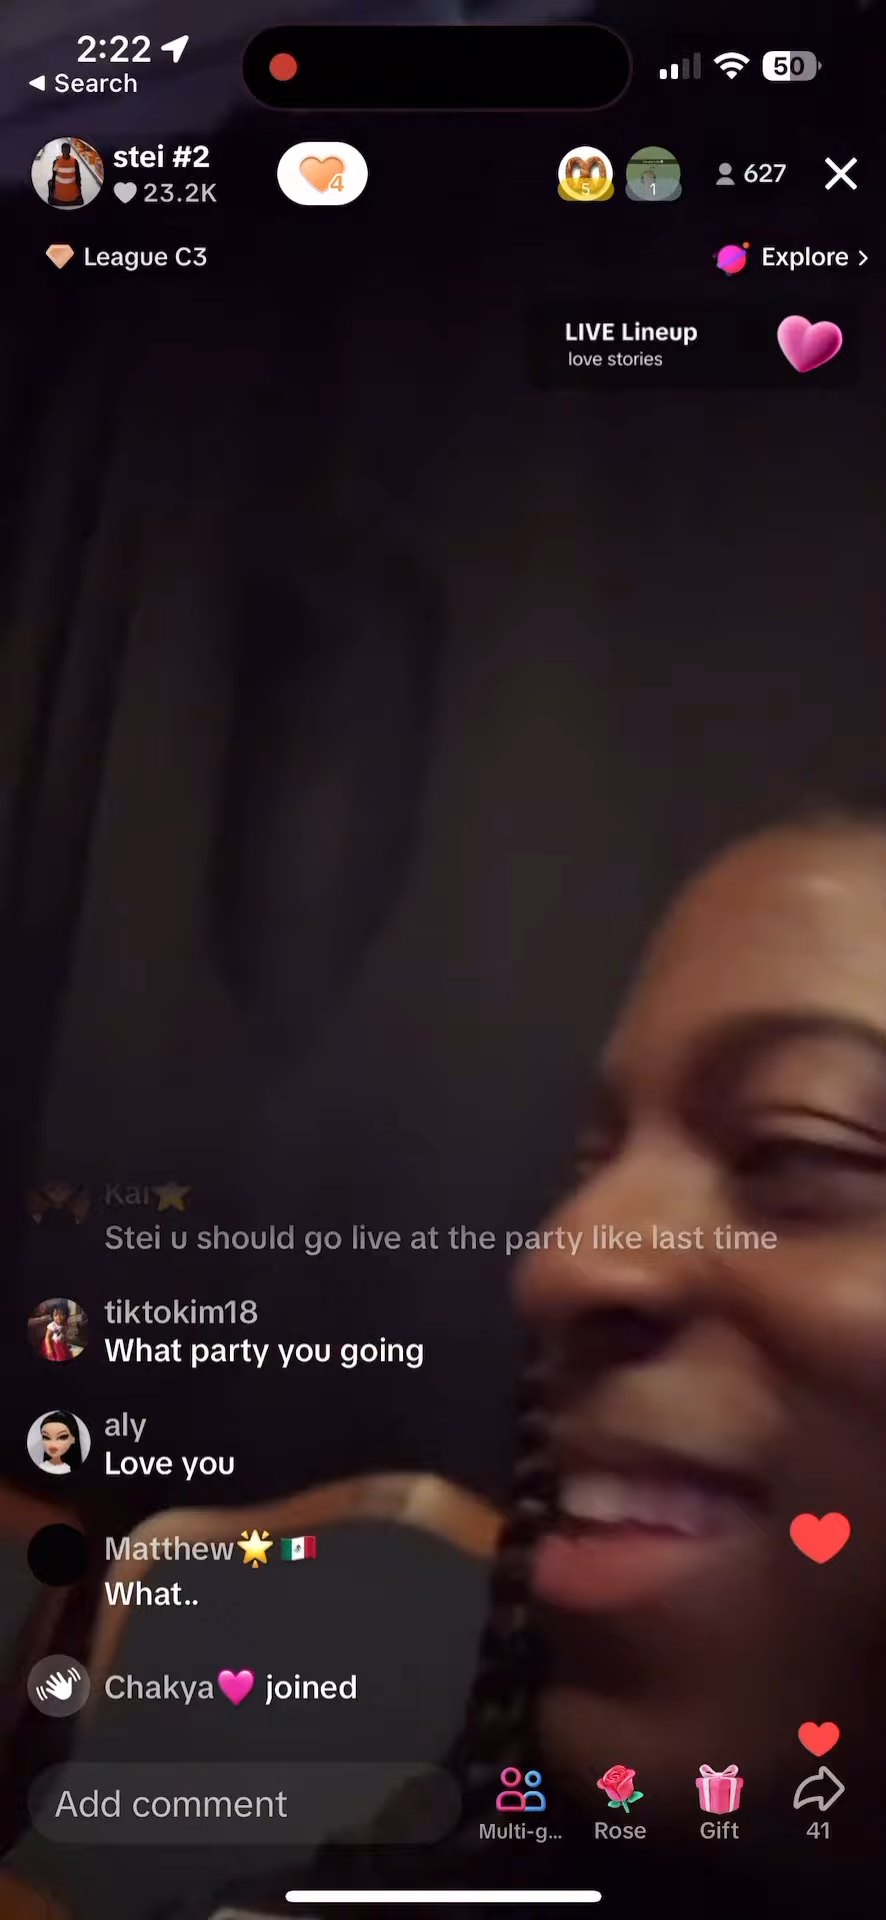 2:22
50
Search
stei #2
23.2K
4
5
1
627
League C3
Explore
LIVE Lineup
love stories
Kai⭐
Stei u should go live at the party like last time
tiktokim18
What party you going
aly
Love you
Matthew🌟🇲🇽
What..
Chakya💗 joined
Add comment
Multi-g...
Rose
Gift
41